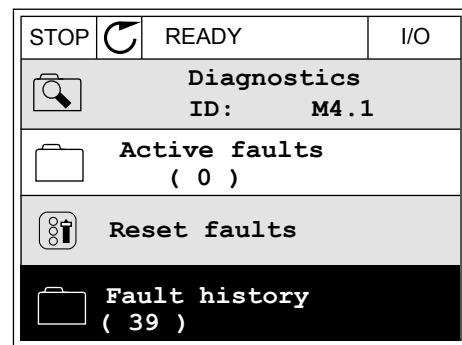 STOP READY I/O
Diagnostics
ID: M4.1
Active faults
( 0 )
Reset faults
Fault history
( 39 )